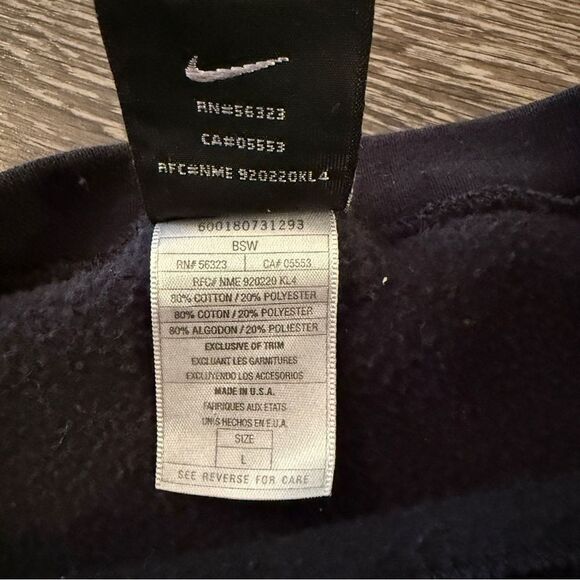 RN#56323
CA#05553
RFC#NME 920220KL4
600180731293
BSW
RN# 56323 CA# 05553
RFC# NME 920220 KL4
80% COTTON / 20% POLYESTER
80% COTON / 20% POLYESTER
80% ALGODON / 20% POLIESTER
EXCLUSIVE OF TRIM
EXCLUANT LES GARNITURES
EXCLUYENDO LOS ACCESORIOS
MADE IN U.S.A.
FABRIQUES AUX ETATS
UNIS HECHOS EN E.U.A.
SIZE
L
SEE REVERSE FOR CARE